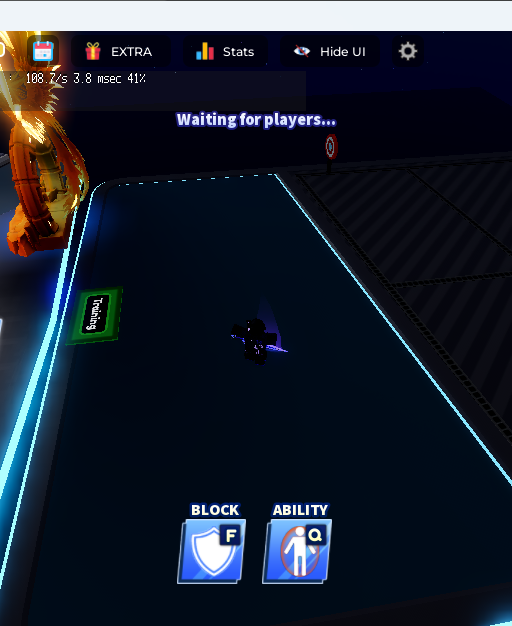 EXTRA
Stats
Hide UI
108.7/s 3.8 msec 41%
Waiting for players...
Training
BLOCK
ABILITY
F
Q